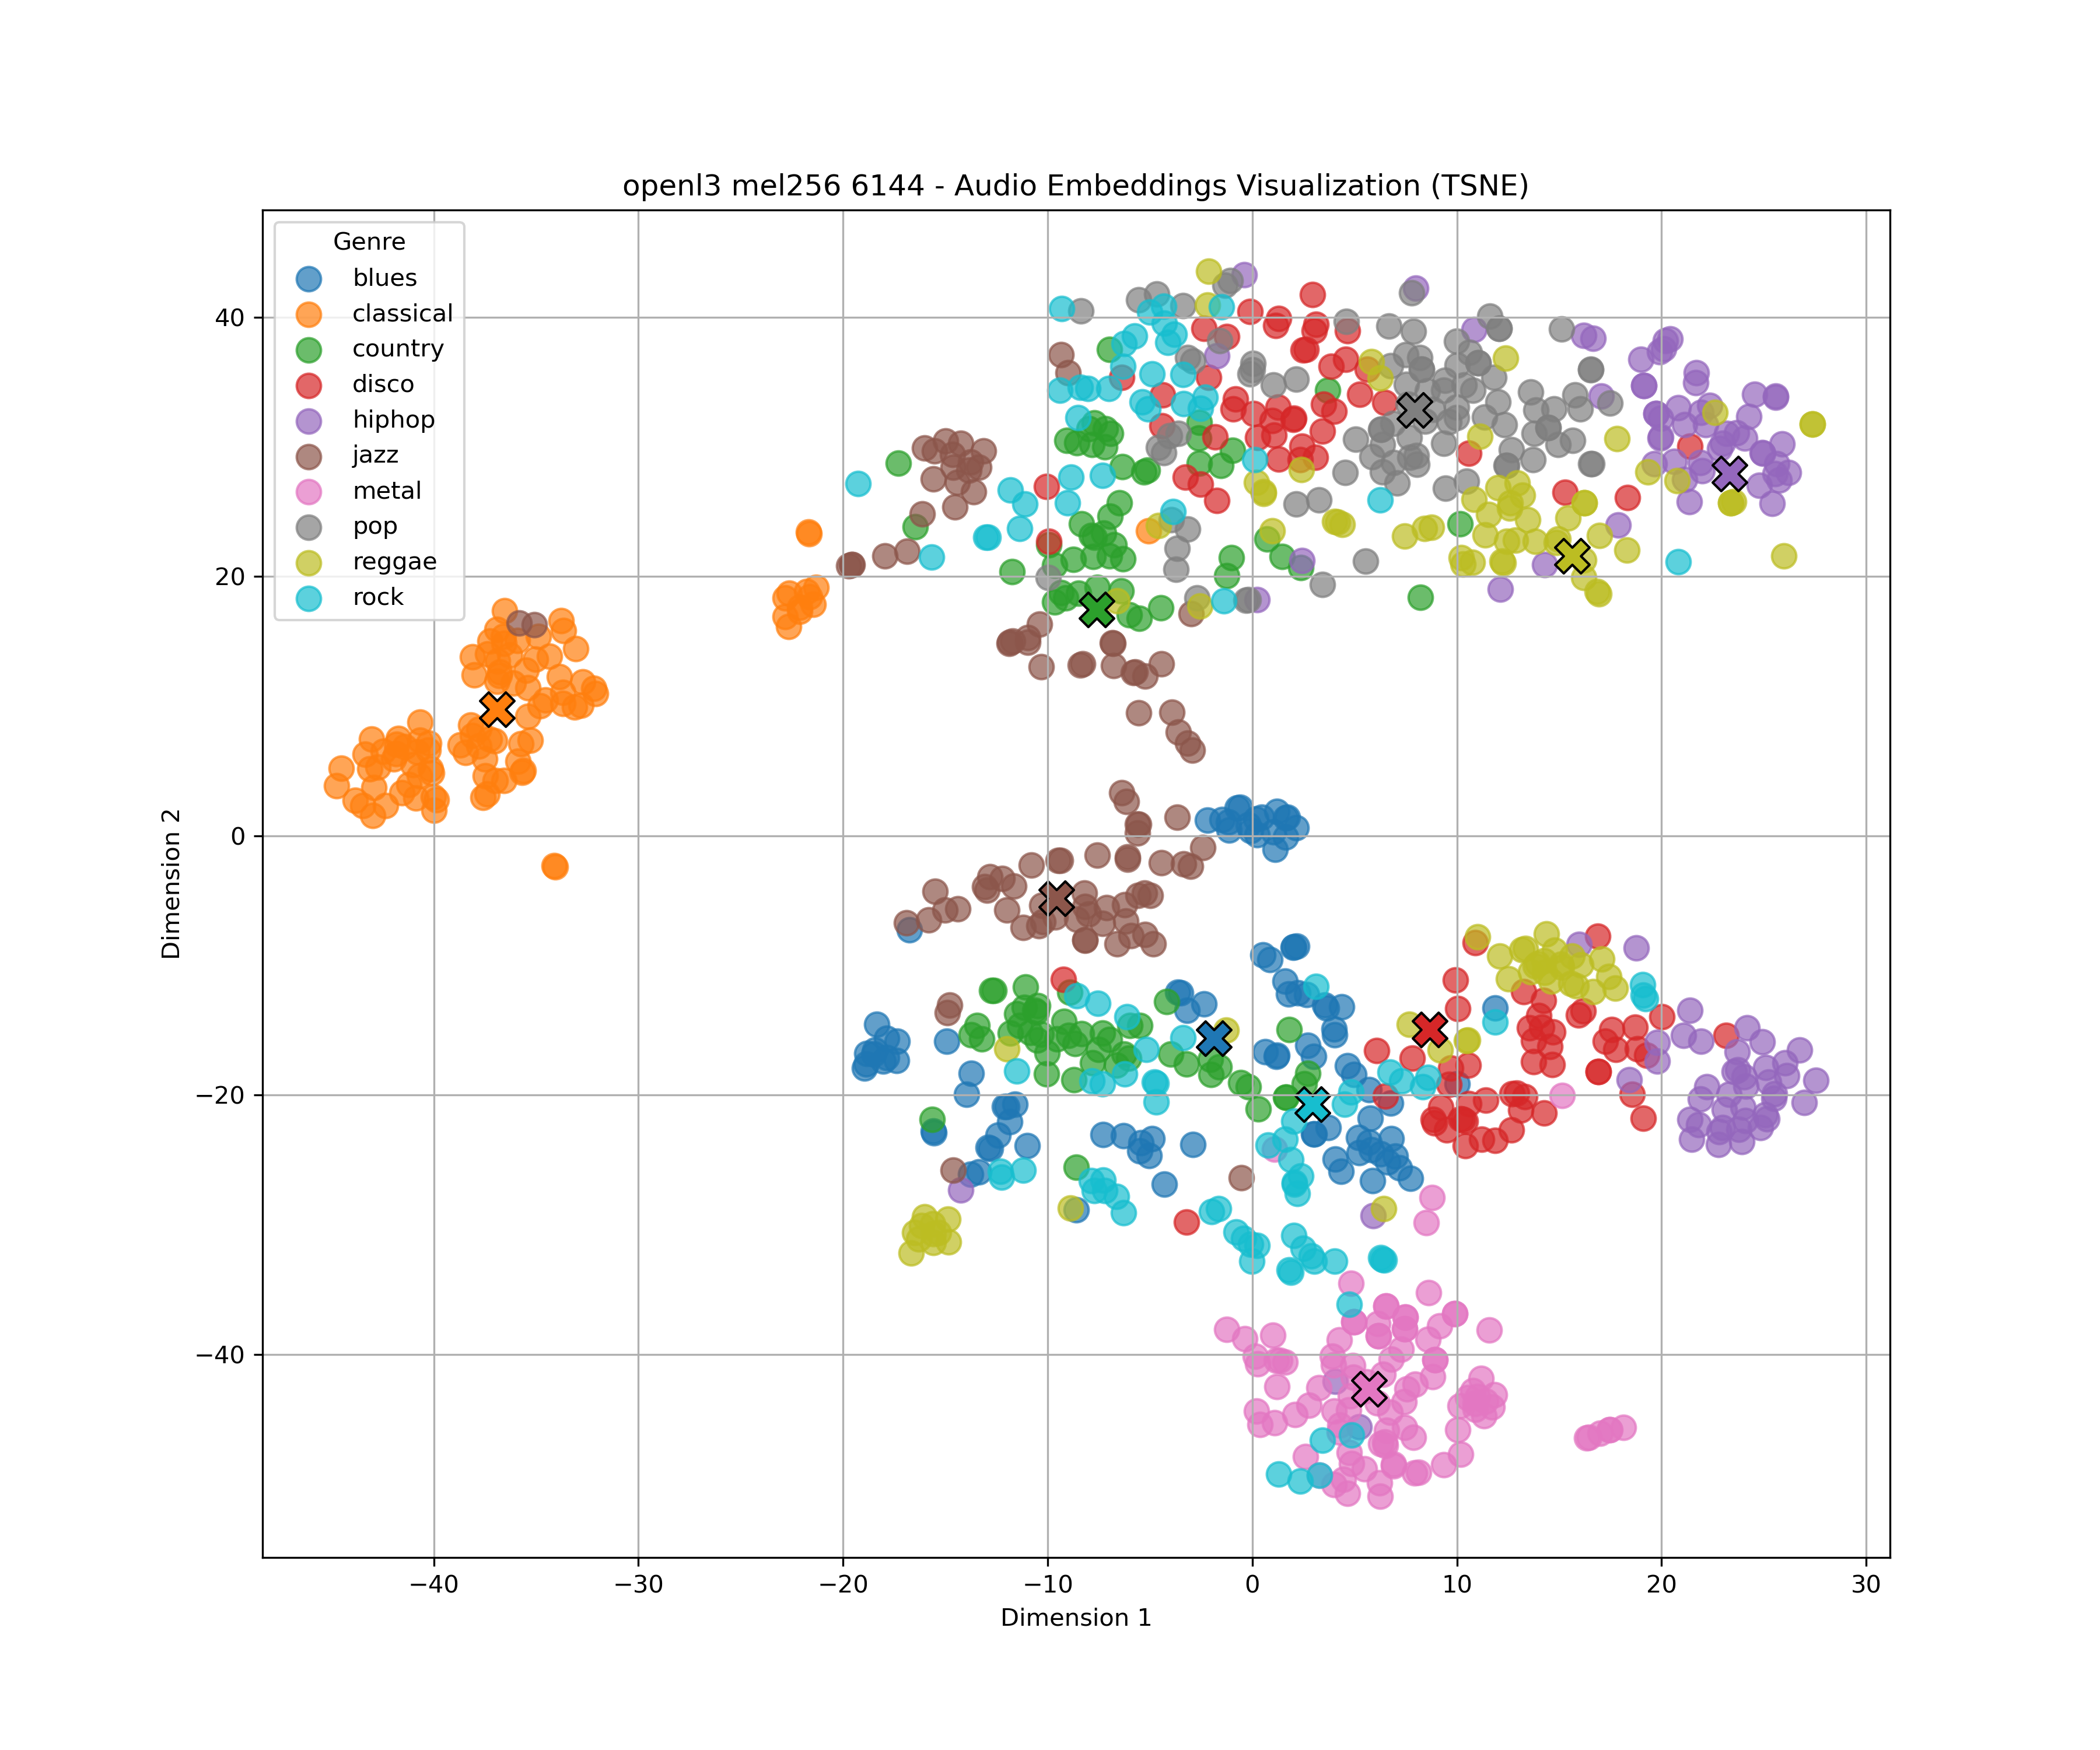 openl3 mel256 6144 - Audio Embeddings Visualization (TSNE)
Genre
blues
classical
country
disco
hiphop
jazz
metal
pop
reggae
rock
40
20
0
−20
−40
Dimension 2
−40 −30 −20 −10 0 10 20 30
Dimension 1